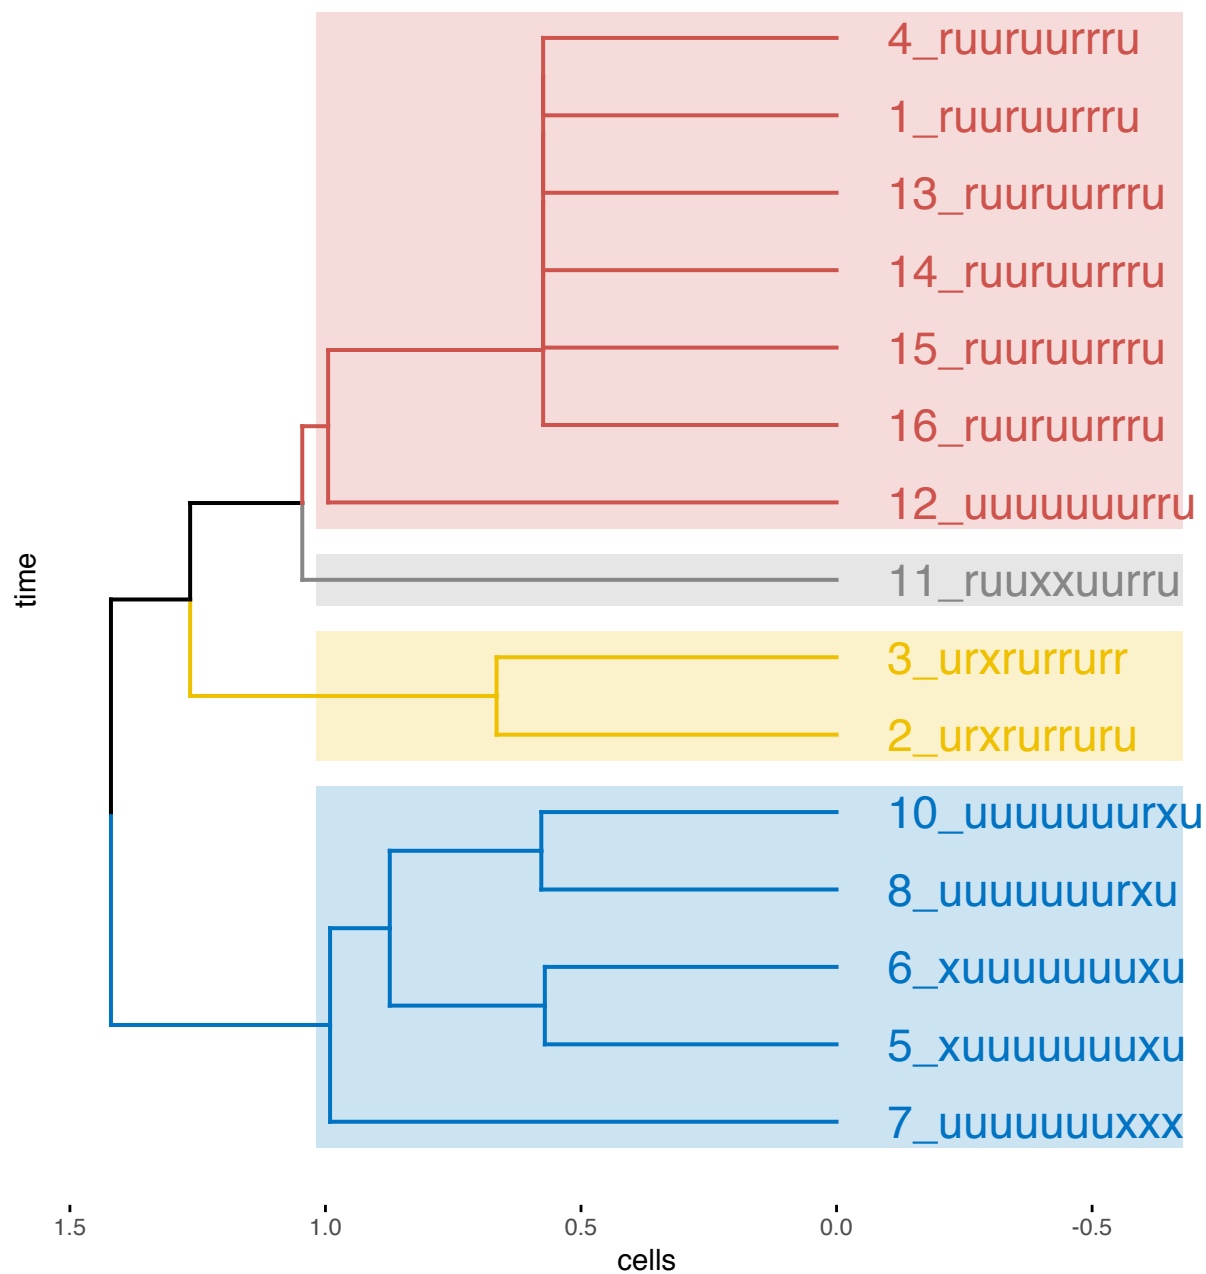 4_ruuruurrru
1_ruuruurrru
13_ruuruurrru
14_ruuruurrru
15_ruuruurrru
16_ruuruurrru
12_uuuuuuurru
11_ruuxxuurru
3_urxrurrurr
2_urxrurruru
10_uuuuuuurxu
8_uuuuuuurxu
6_xuuuuuuuxu
5_xuuuuuuuxu
7_uuuuuuuxxx
time
1.5 1.0 0.5 0.0 -0.5
cells